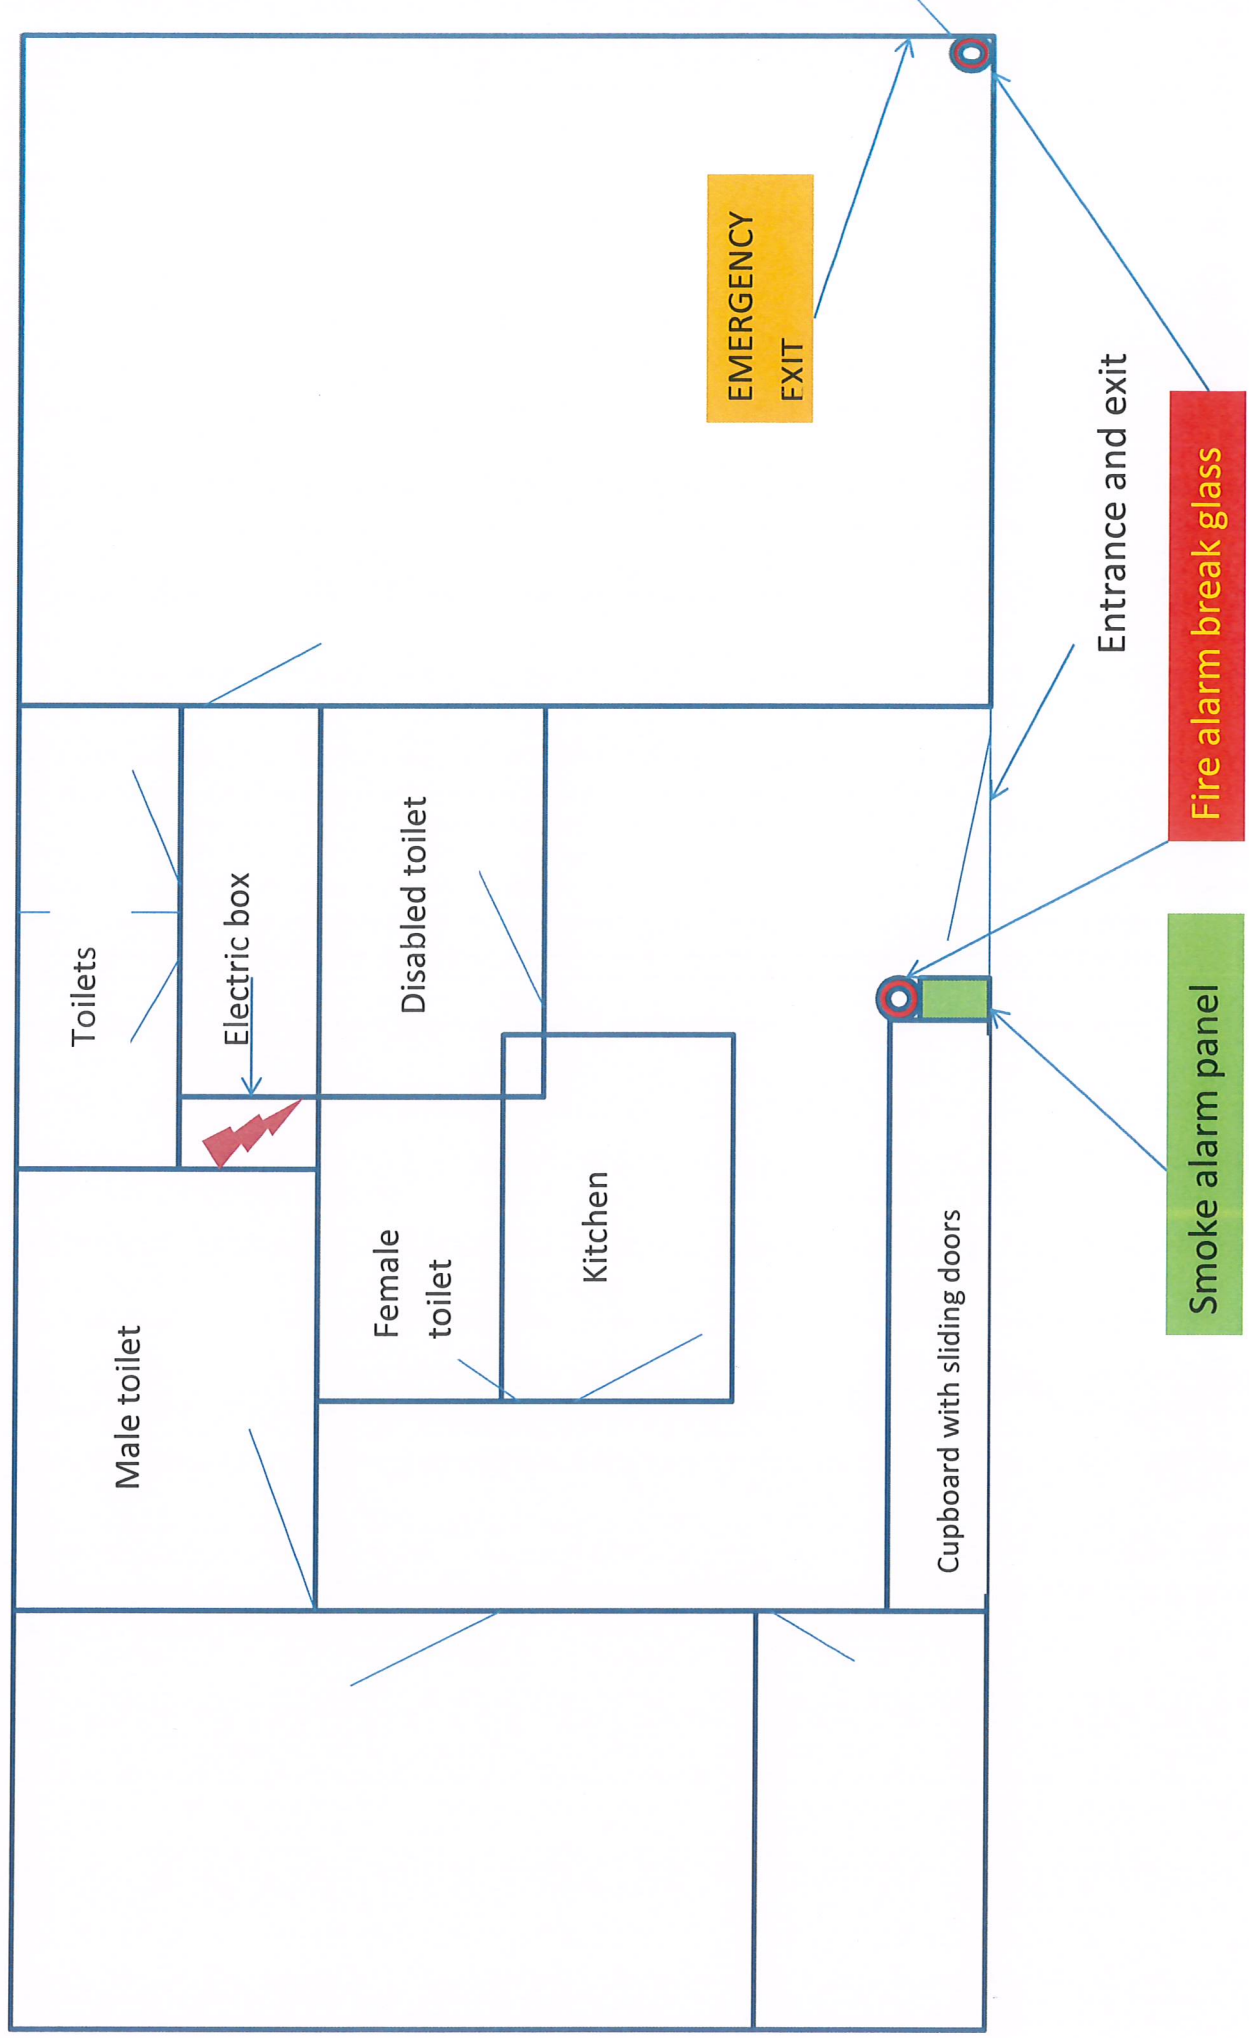 Toilets
Electric box
Male toilet
Disabled toilet
Female
toilet
Kitchen
EMERGENCY
EXIT
Cupboard with sliding doors
Entrance and exit
Smoke alarm panel
Fire alarm break glass